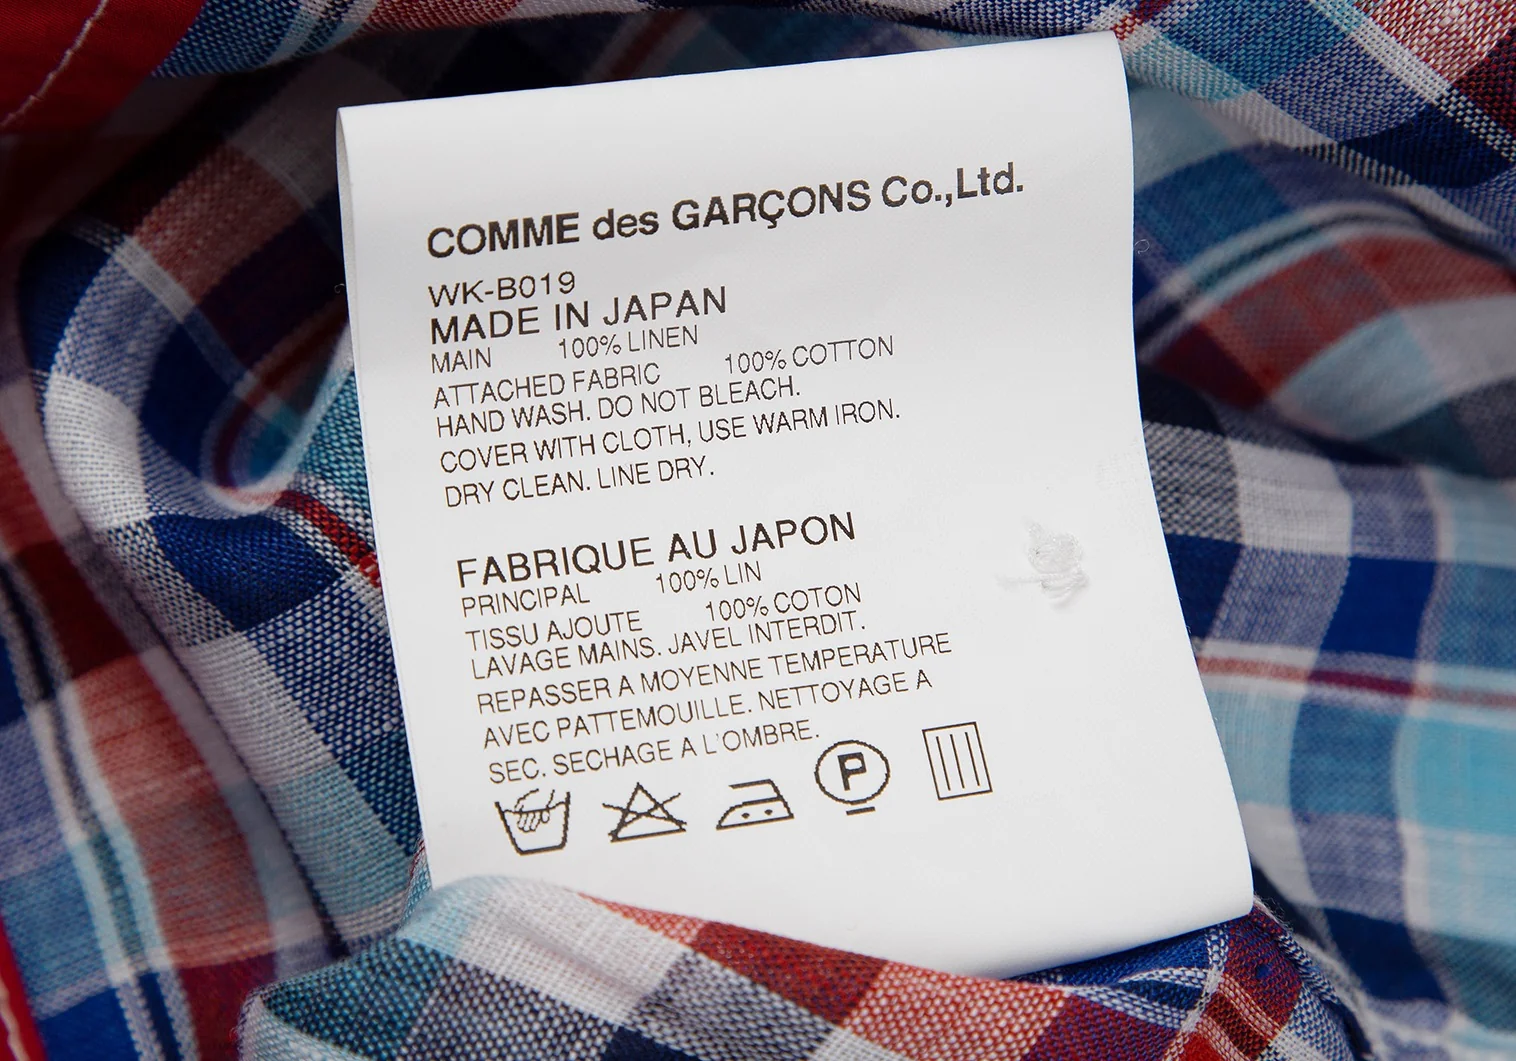 COMME des GARÇONS Co.,Ltd.
WK-B019
MADE IN JAPAN
MAIN 100% LINEN
ATTACHED FABRIC 100% COTTON
HAND WASH. DO NOT BLEACH.
COVER WITH CLOTH, USE WARM IRON.
DRY CLEAN. LINE DRY.
FABRIQUE AU JAPON
PRINCIPAL 100% LIN
TISSU AJOUTE 100% COTON
LAVAGE MAINS. JAVEL INTERDIT.
REPASSER A MOYENNE TEMPERATURE
AVEC PATTEMOUILLE. NETTOYAGE A
SEC. SECHAGE A L'OMBRE.
P